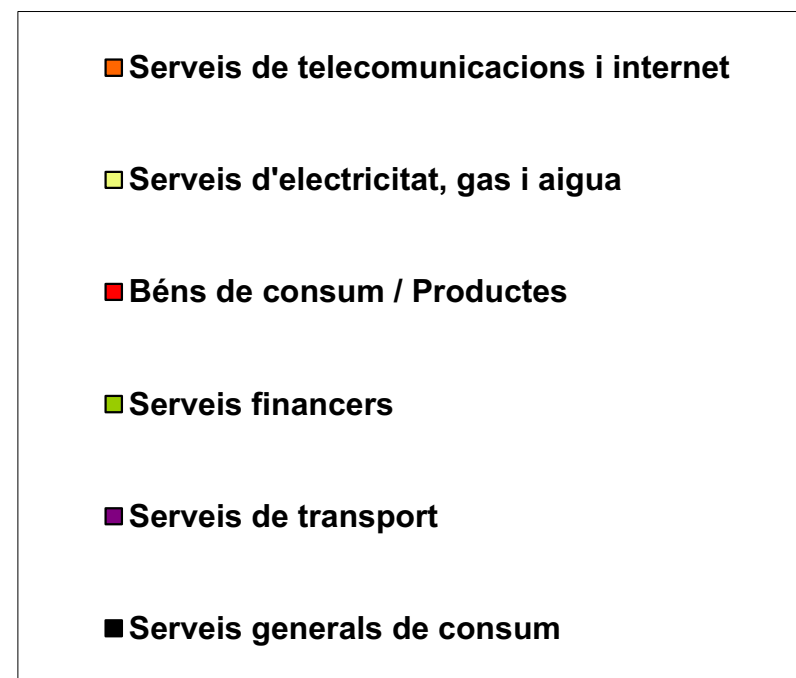 Serveis de telecomunicacions i internet
Serveis d'electricitat, gas i aigua
Béns de consum / Productes
Serveis financers
Serveis de transport
Serveis generals de consum